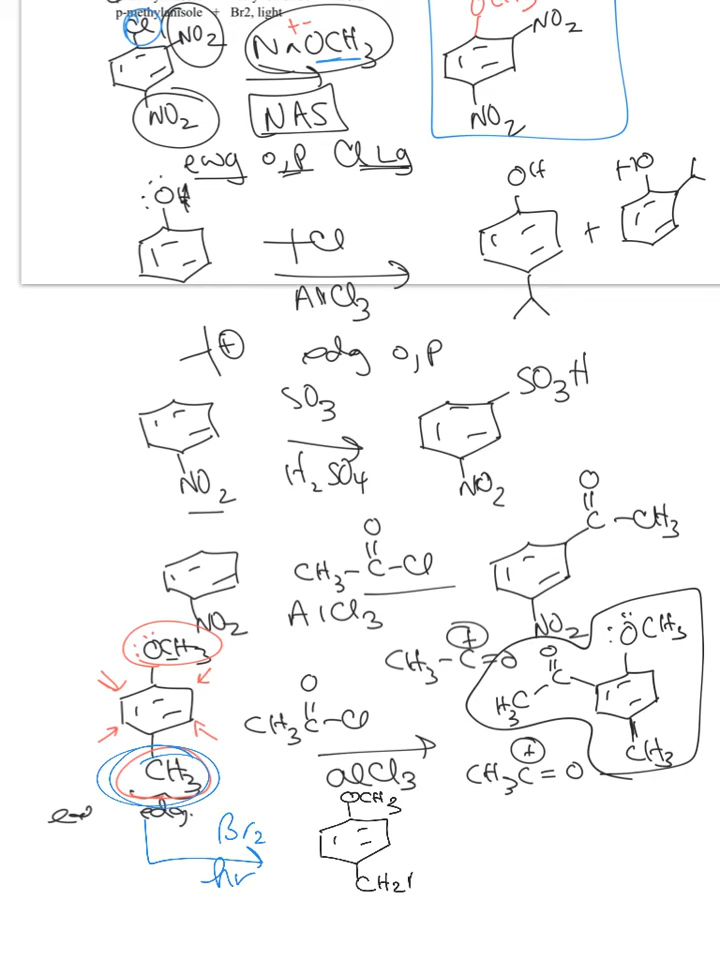 p-methylanisole + Br2, light
OCH3
Cl
NO2
NaOCH3
+ -
NO2
NO2
NAS
NO2
ewg o,p Cl Lg
OH
OH
HO
Cl
+
AlCl3
+
edg o,p
SO3
SO3H
NO2
H2SO4
NO2
O
CH3-C-Cl
O
C-CH3
NO2
AlCl3
NO2
OCH3
CH3-C=O
+
OCH3
O
C
H3C
O
CH3C-Cl
CH3
CH3
AlCl3
CH3C=O
+
edg.
OCH3
Br2
hν
CH2